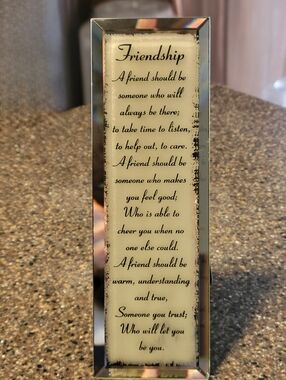 Friendship
A friend should be
someone who will
always be there;
to take time to listen,
to help out, to care.
A friend should be
someone who makes
you feel good;
Who is able to
cheer you when no
one else could.
A friend should be
warm, understanding
and true,
Someone you trust;
Who will let you
be you.